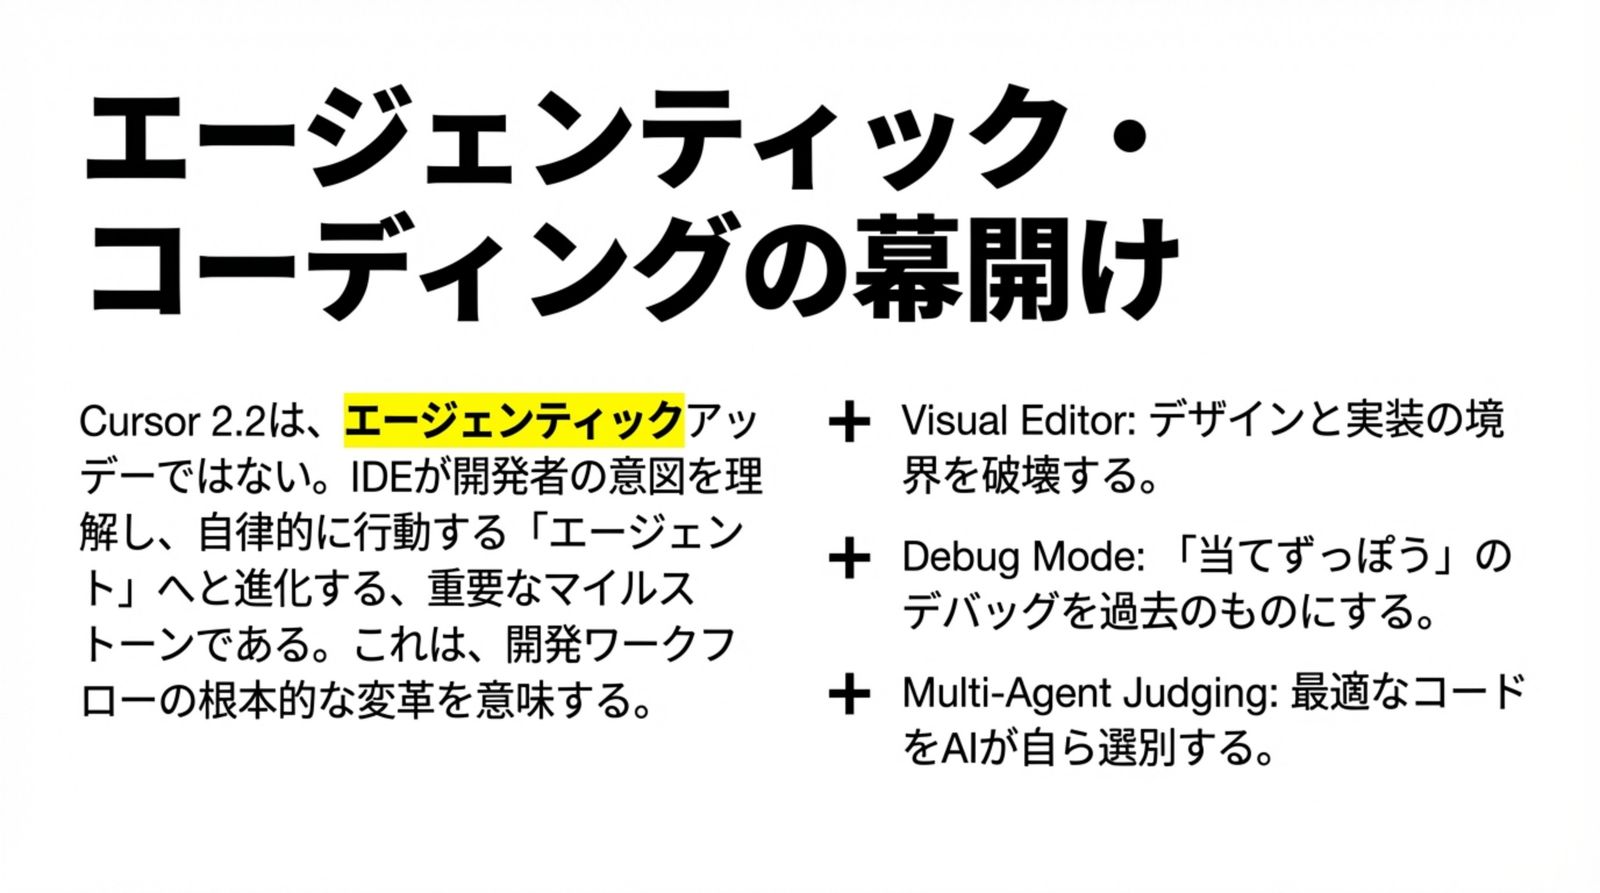 エージェンティック・
コーディングの幕開け
Cursor 2.2は、エージェンティックアッ
デーではない。IDEが開発者の意図を理
解し、自律的に行動する「エージェン
ト」へと進化する、重要なマイルス
トーンである。これは、開発ワークフ
ローの根本的な変革を意味する。
+ Visual Editor: デザインと実装の境
界を破壊する。
+ Debug Mode: 「当てずっぽう」の
デバッグを過去のものにする。
+ Multi-Agent Judging: 最適なコード
をAIが自ら選別する。